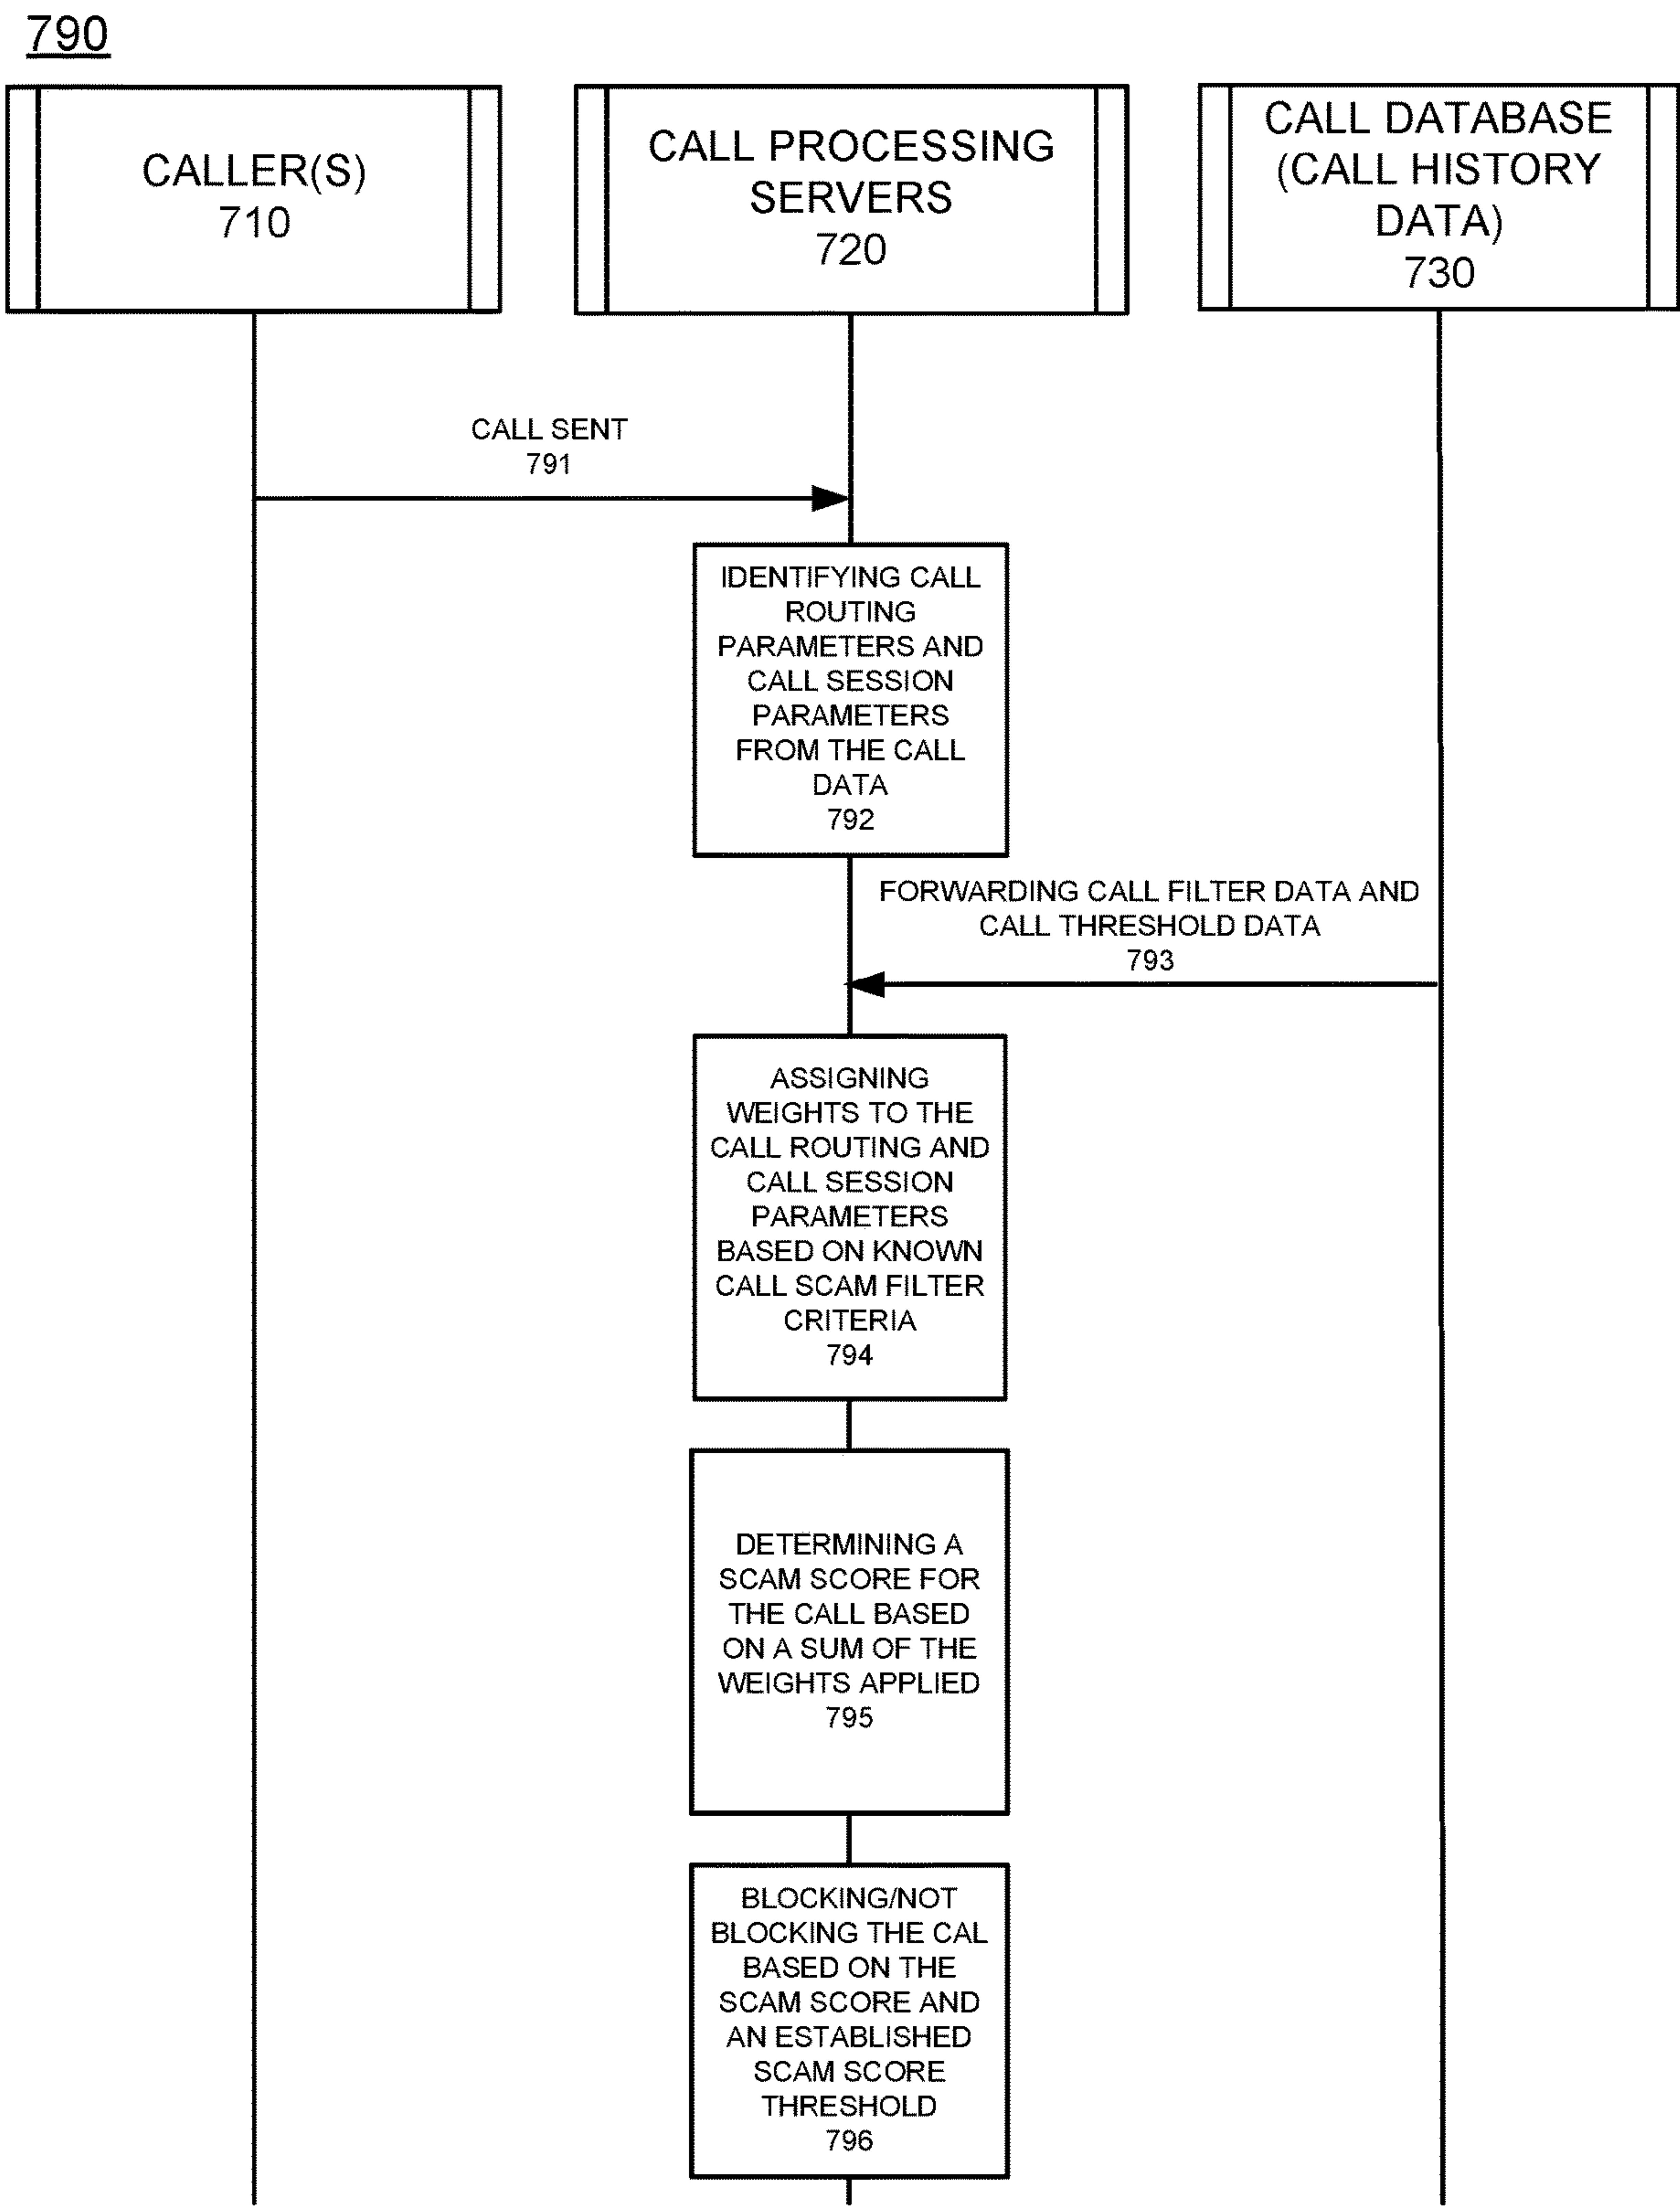 790
CALLER(S)
710
CALL PROCESSING
SERVERS
720
CALL DATABASE
(CALL HISTORY
DATA)
730
CALL SENT
791
IDENTIFYING CALL
ROUTING
PARAMETERS AND
CALL SESSION
PARAMETERS
FROM THE CALL
DATA
792
FORWARDING CALL FILTER DATA AND
CALL THRESHOLD DATA
793
ASSIGNING
WEIGHTS TO THE
CALL ROUTING AND
CALL SESSION
PARAMETERS
BASED ON KNOWN
CALL SCAM FILTER
CRITERIA
794
DETERMINING A
SCAM SCORE FOR
THE CALL BASED
ON A SUM OF THE
WEIGHTS APPLIED
795
BLOCKING/NOT
BLOCKING THE CAL
BASED ON THE
SCAM SCORE AND
AN ESTABLISHED
SCAM SCORE
THRESHOLD
796